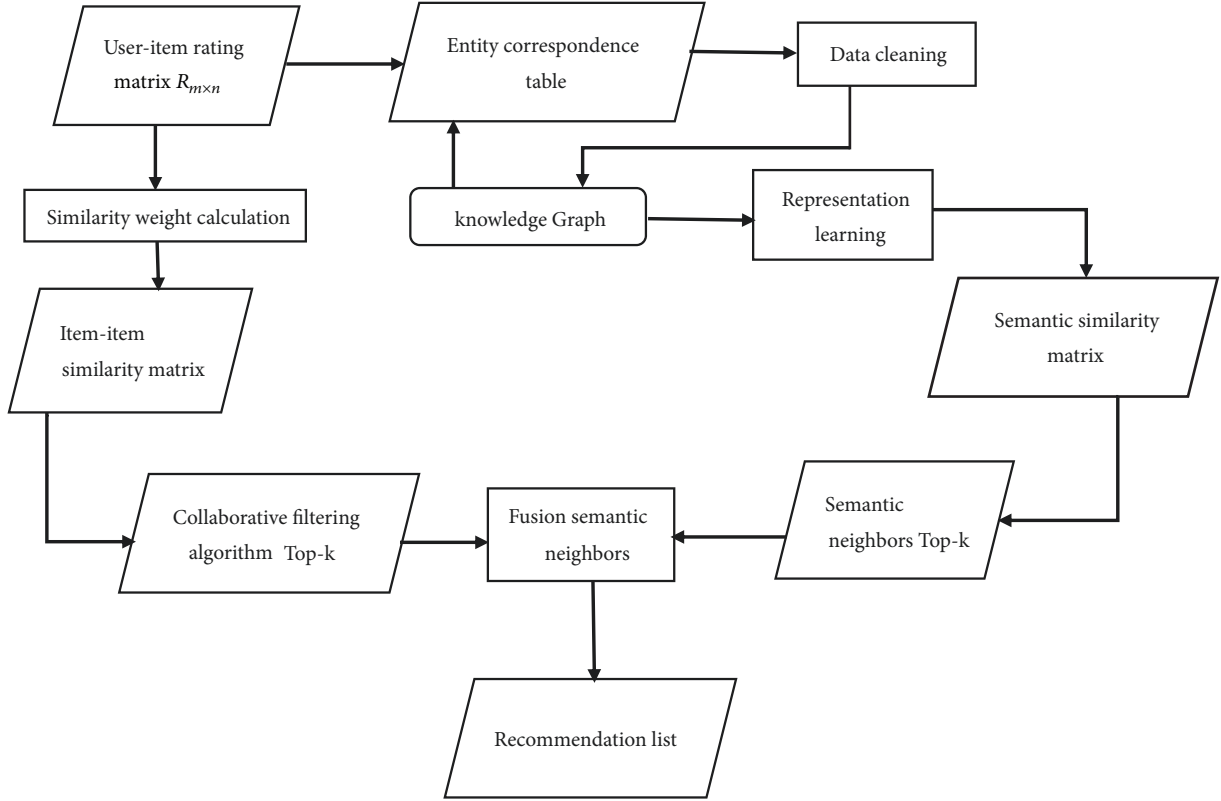 User-item rating
matrix R_{m×n}
Entity correspondence
table
Data cleaning
Similarity weight calculation
knowledge Graph
Representation
learning
Item-item
similarity matrix
Semantic similarity
matrix
Collaborative filtering
algorithm Top-k
Fusion semantic
neighbors
Semantic
neighbors Top-k
Recommendation list